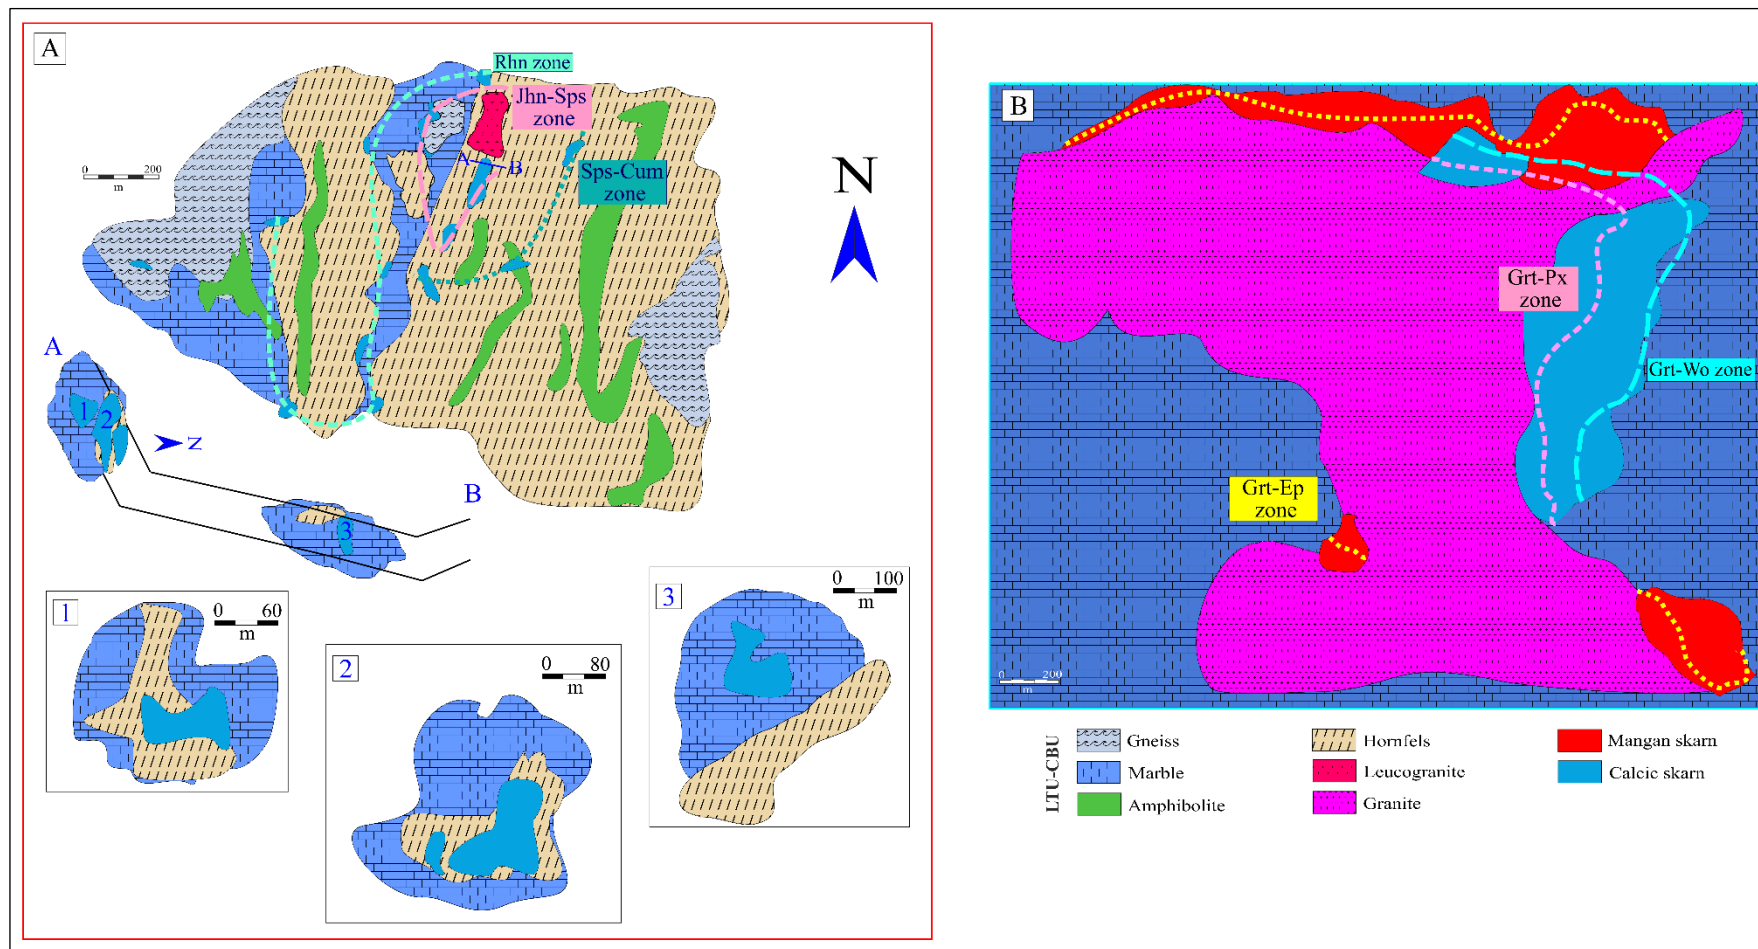 A
Rhn zone
Jhn-Sps
zone
0 200
m
A B
Sps-Cum
zone
N
A
1
2
N
3
B
1
0 60
m
2
0 80
m
3
0 100
m
B
Grt-Px
zone
Grt-Wo zone
Grt-Ep
zone
0 200
m
LTU-CBU
Gneiss
Marble
Amphibolite
Hornfels
Leucogranite
Granite
Mangan skarn
Calcic skarn